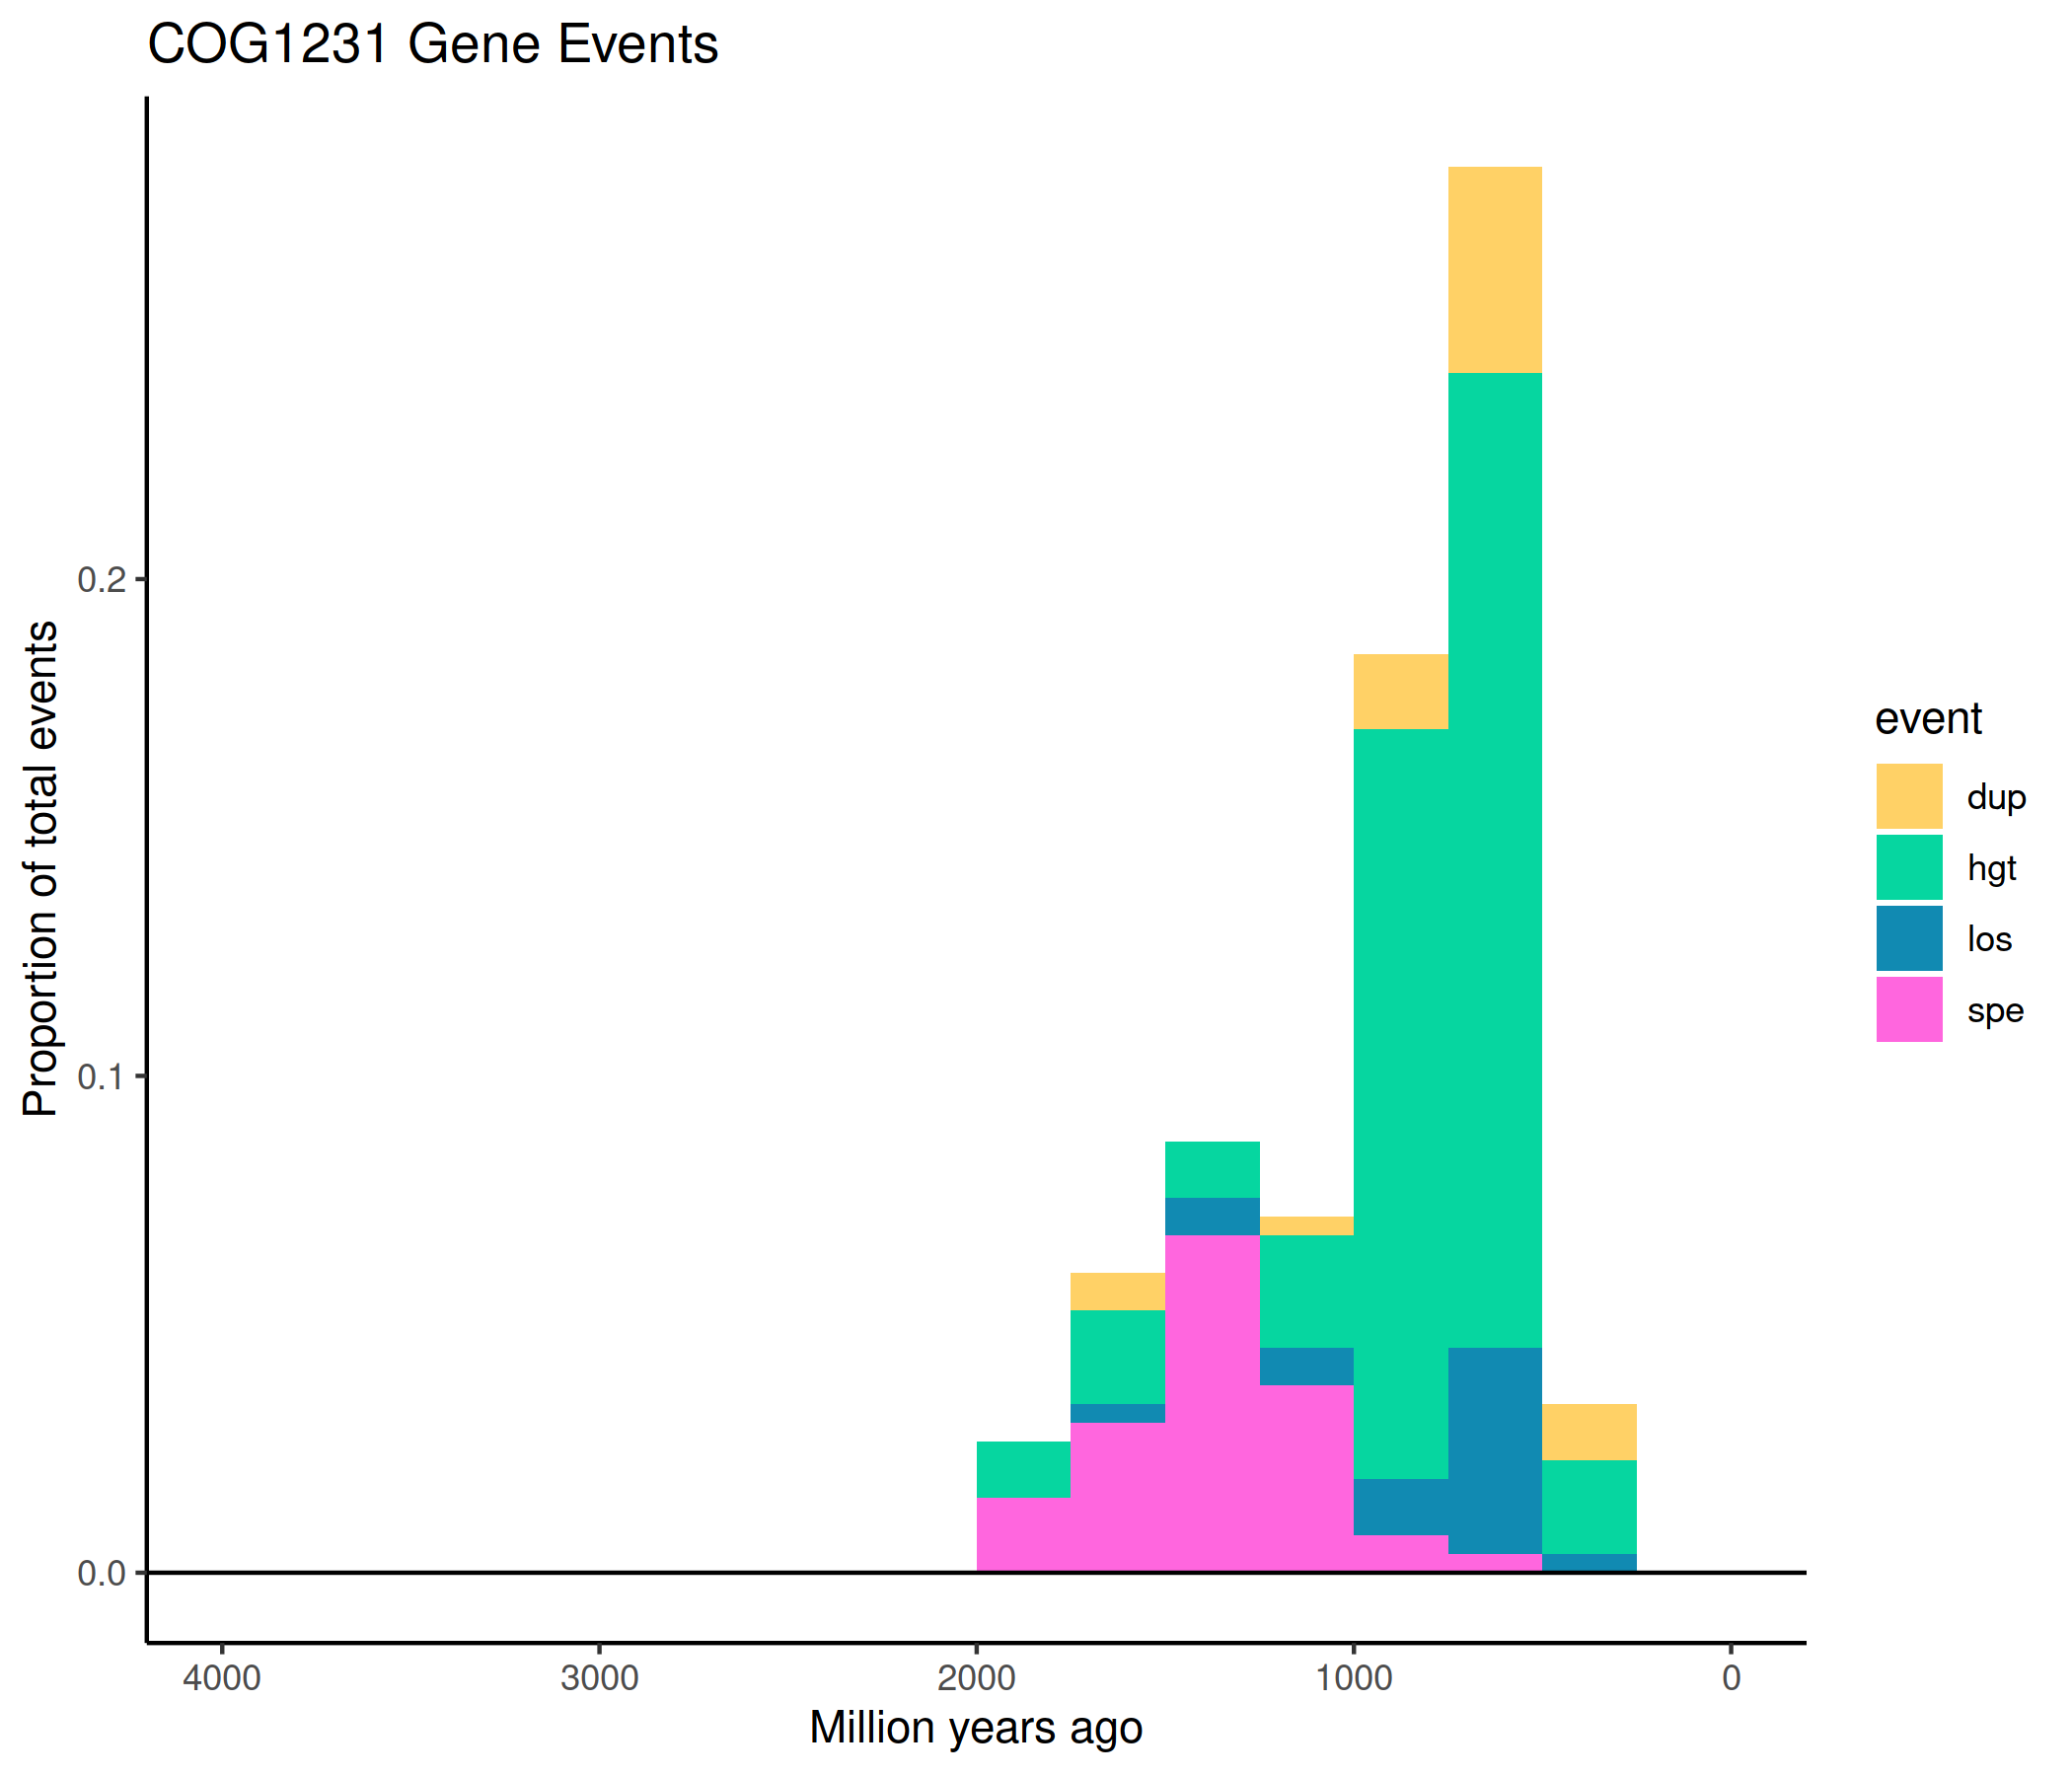 COG1231 Gene Events
Proportion of total events
0.2
0.1
0.0
4000 3000 2000 1000 0
Million years ago
event
dup
hgt
los
spe